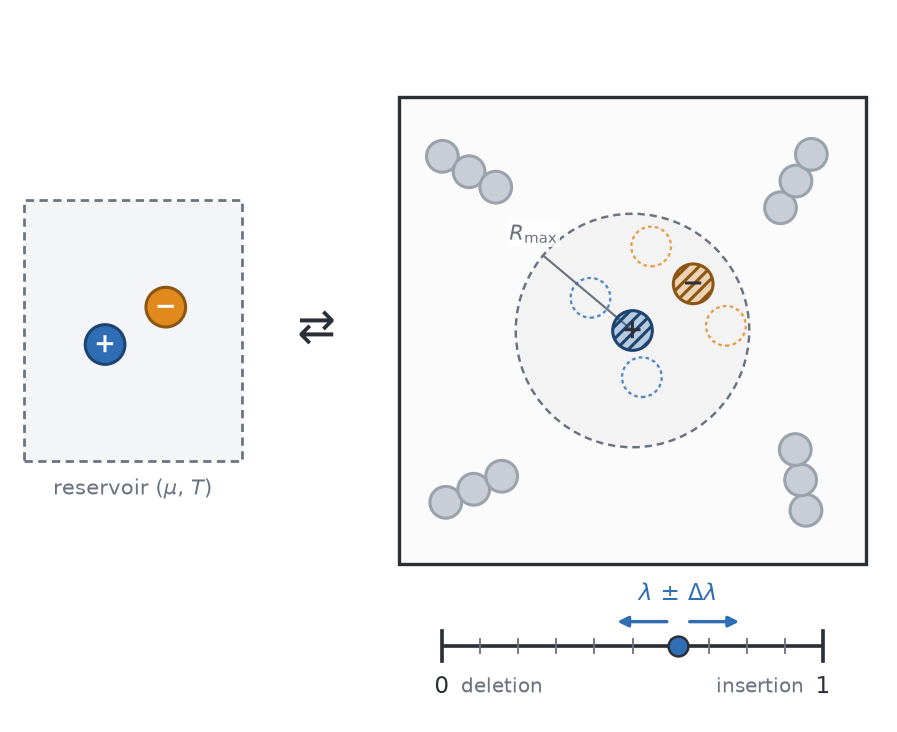 R_max
+
−
⇄
+
−
reservoir (μ, T)
λ ± Δλ
0 deletion insertion 1